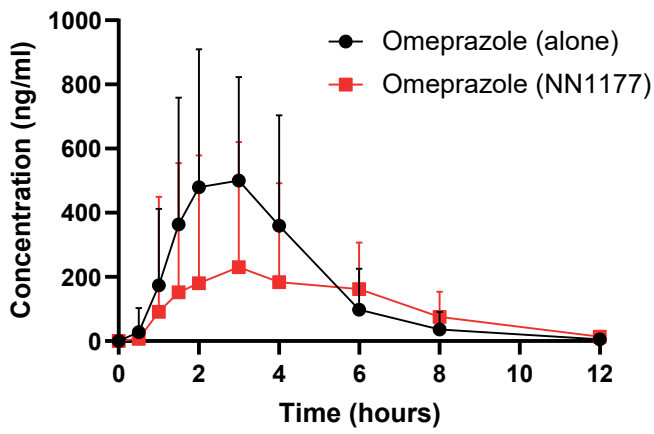 Concentration (ng/ml)
1000
800
600
400
200
0
Omeprazole (alone)
Omeprazole (NN1177)
0 2 4 6 8 10 12
Time (hours)